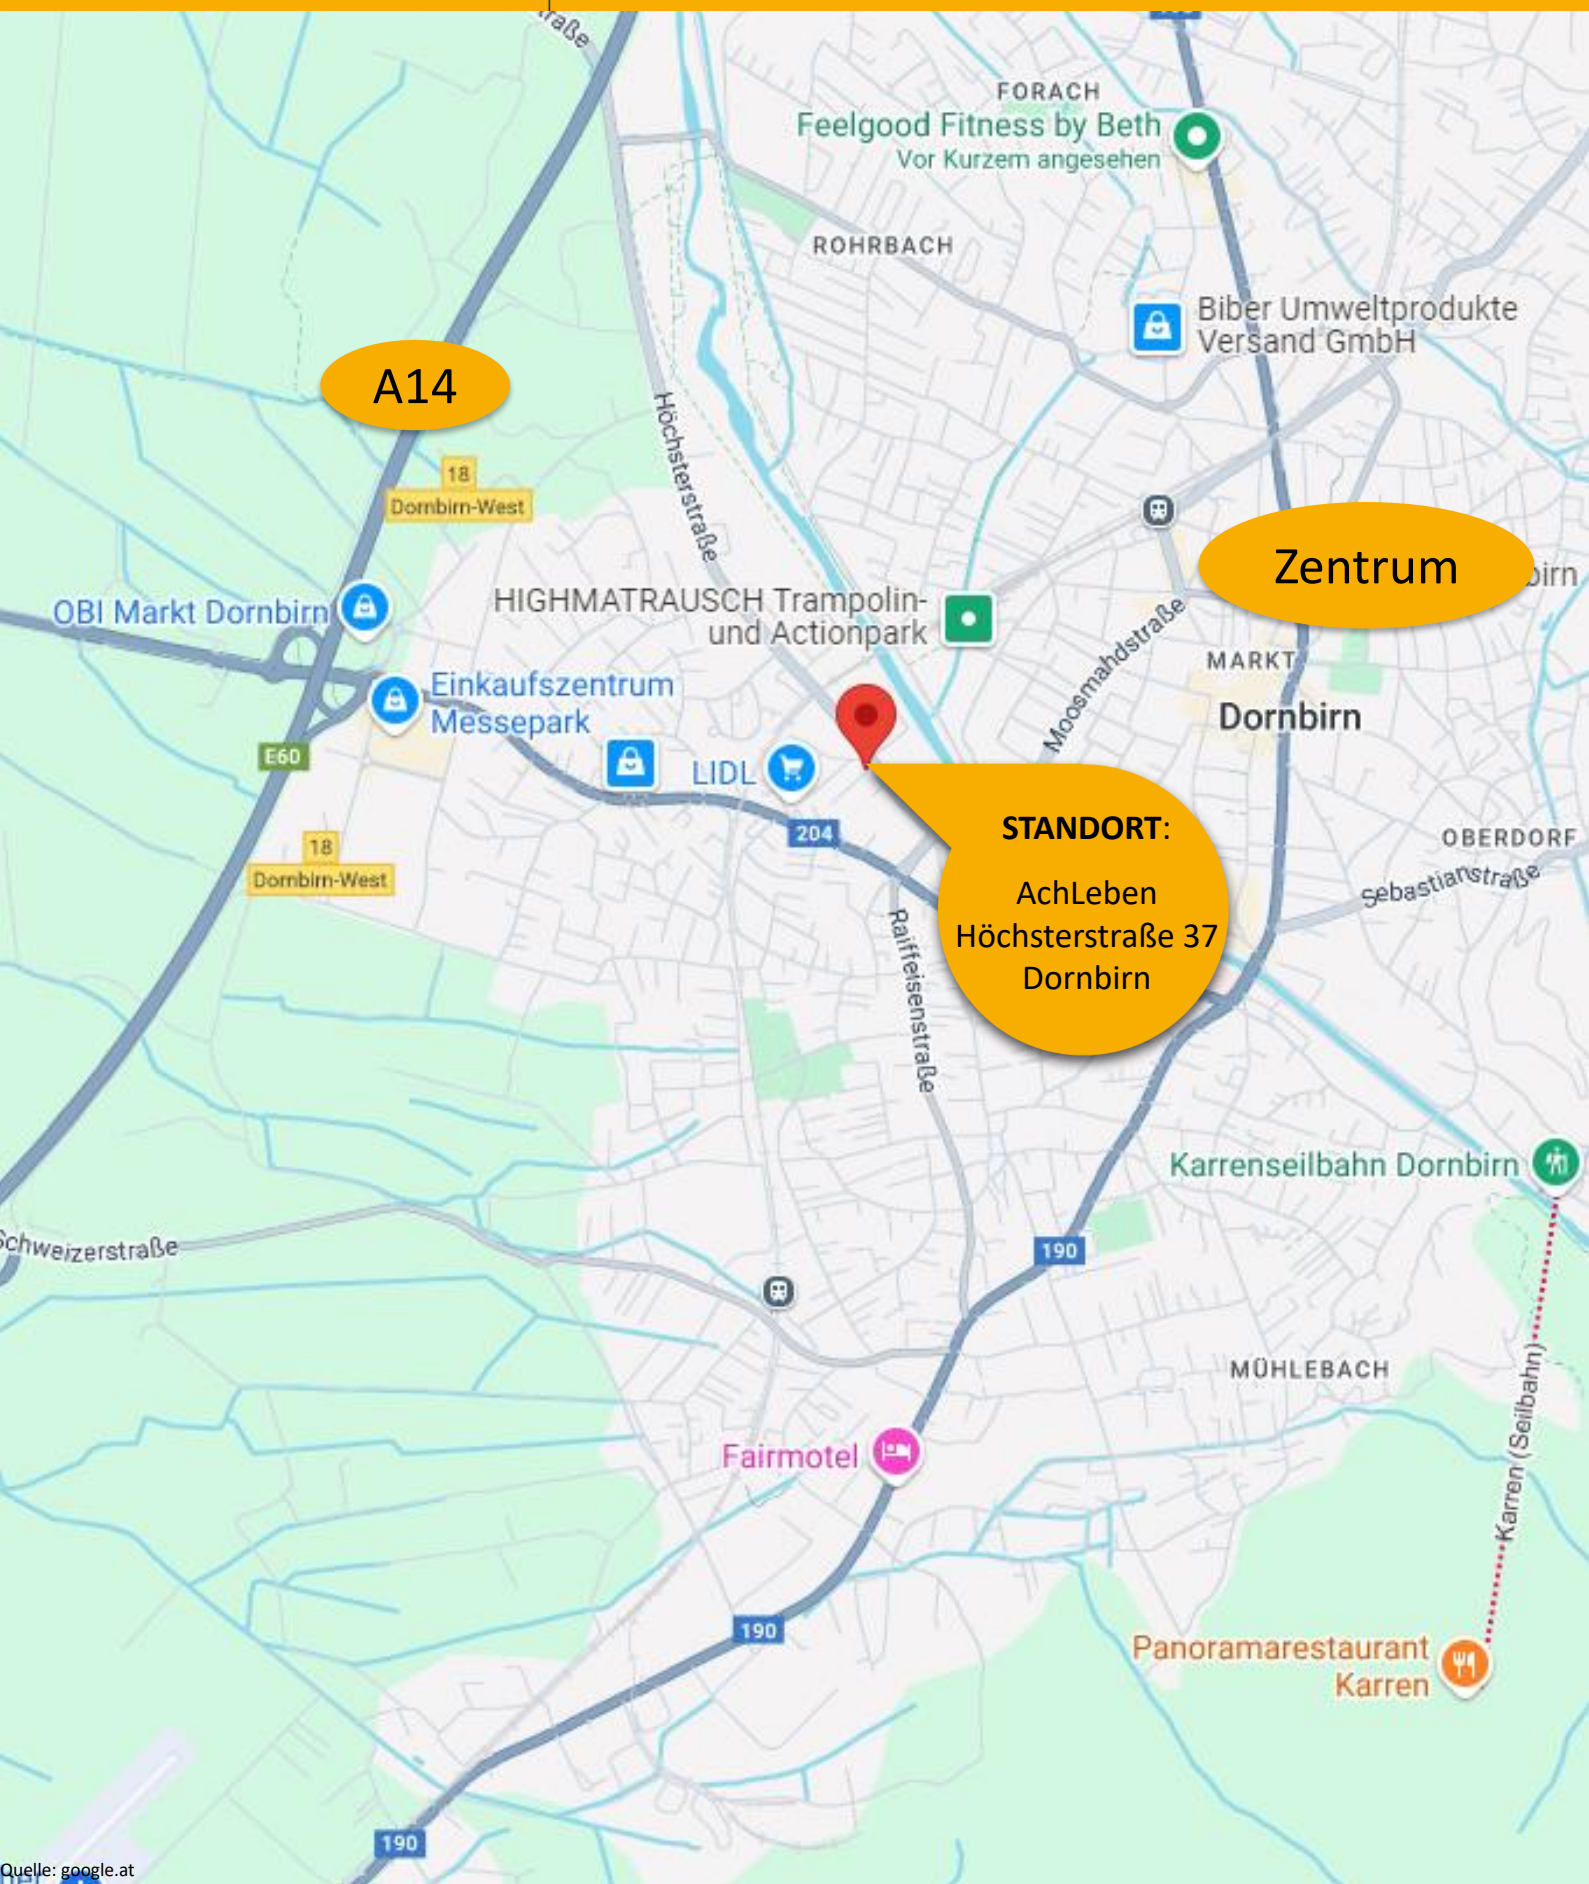 FORACH
Feelgood Fitness by Beth
Vor Kurzem angesehen
ROHRBACH
Biber Umweltprodukte
Versand GmbH
A14
Höchsterstraße
18
Dornbirn-West
Zentrum
OBI Markt Dornbirn
HIGHMATRAUSCH Trampolin-
und Actionpark
Moosmahdstraße
MARKT
Dornbirn
Einkaufszentrum
Messepark
E60
LIDL
204
STANDORT:
AchLeben
Höchsterstraße 37
Dornbirn
OBERDORF
Sebastianstraße
18
Dornbirn-West
Raiffeisenstraße
Karrenseilbahn Dornbirn
Schweizerstraße
190
MÜHLEBACH
Karren (Seilbahn)
Fairmotel
190
Panoramarestaurant
Karren
190
Quelle: google.at